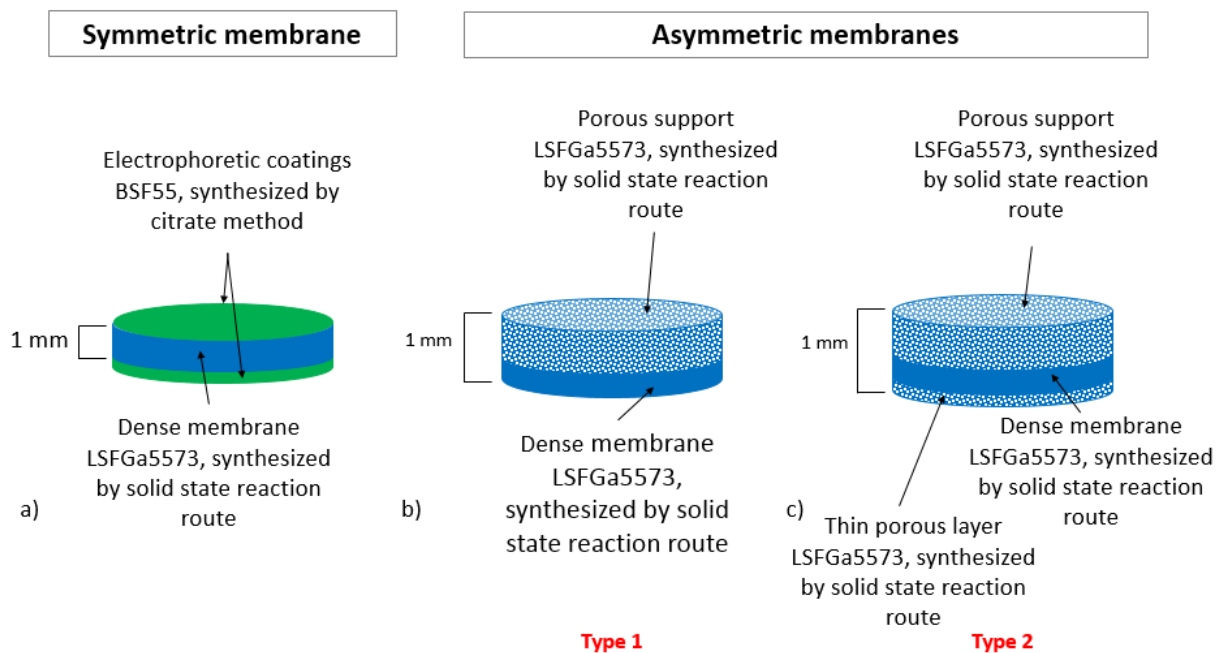 Symmetric membrane
Asymmetric membranes
Electrophoretic coatings
BSF55, synthesized by
citrate method
1 mm
Dense membrane
LSFGa5573, synthesized
by solid state reaction
route
a)
Porous support
LSFGa5573, synthesized
by solid state reaction
route
1 mm
Dense membrane
LSFGa5573,
synthesized by solid
state reaction route
b)
Type 1
Porous support
LSFGa5573, synthesized
by solid state reaction
route
1 mm
Dense membrane
LSFGa5573, synthesized
by solid state reaction
route
c)
Thin porous layer
LSFGa5573, synthesized
by solid state reaction
route
Type 2